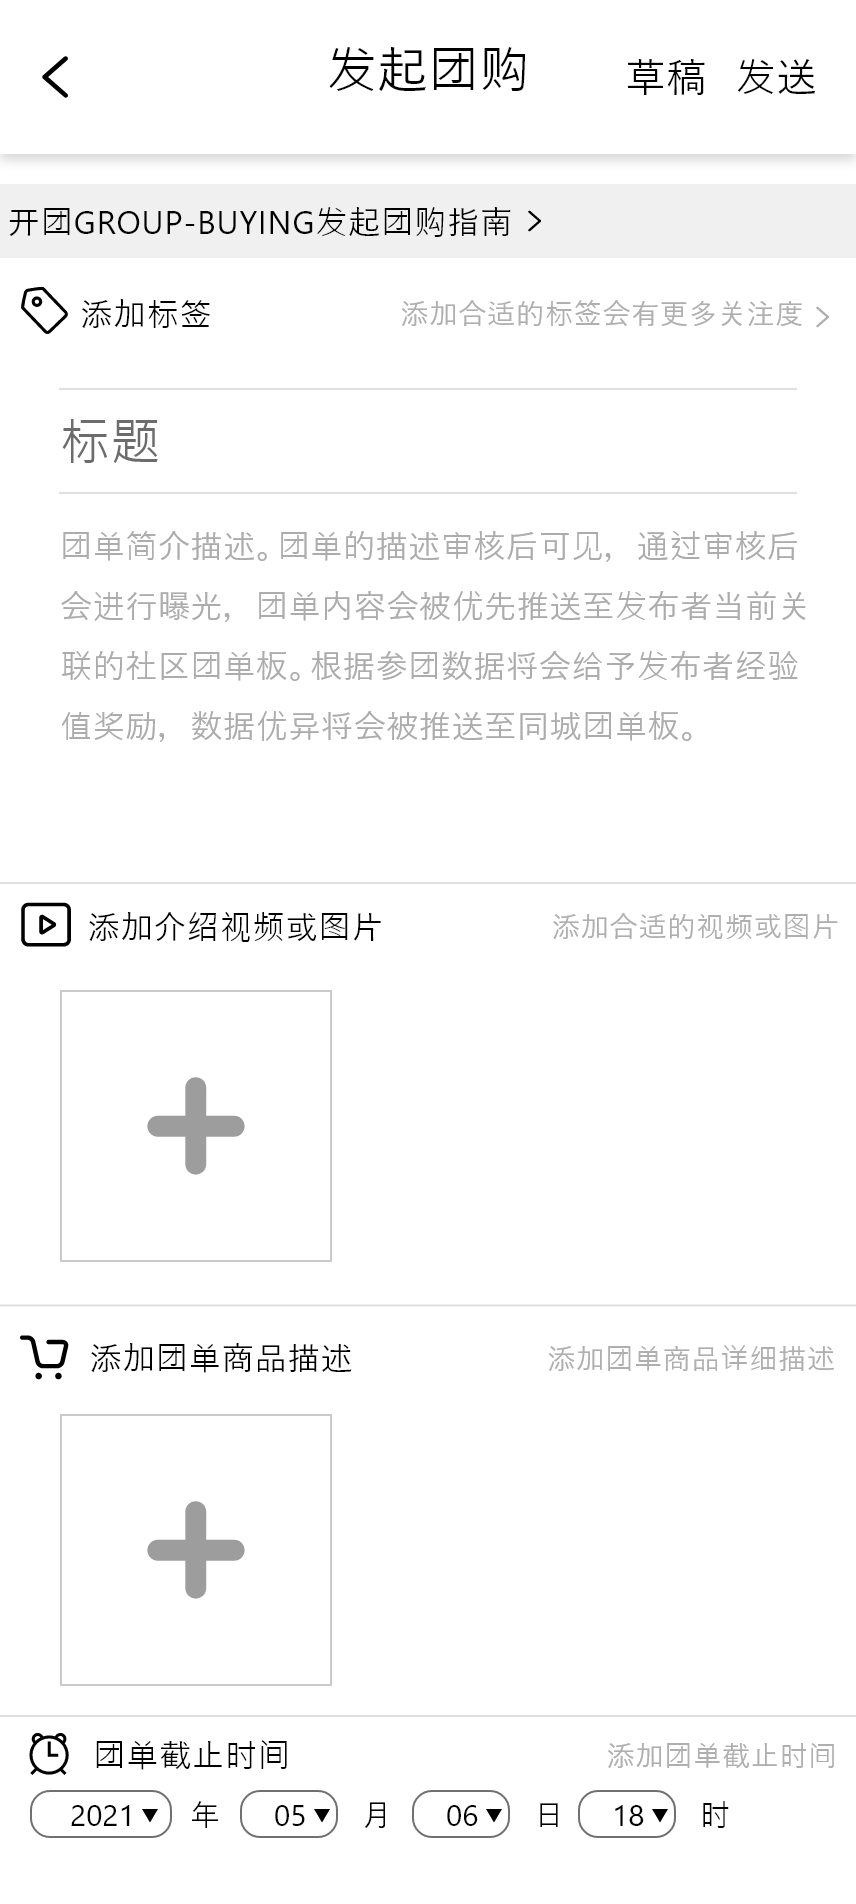 发起团购
草稿 发送
开团GROUP-BUYING发起团购指南 >
添加标签 添加合适的标签会有更多关注度 >
标题
团单简介描述。团单的描述审核后可见，通过审核后
会进行曝光，团单内容会被优先推送至发布者当前关
联的社区团单板。根据参团数据将会给予发布者经验
值奖励，数据优异将会被推送至同城团单板。
添加介绍视频或图片 添加合适的视频或图片
添加团单商品描述 添加团单商品详细描述
团单截止时间 添加团单截止时间
2021 年 05 月 06 日 18 时